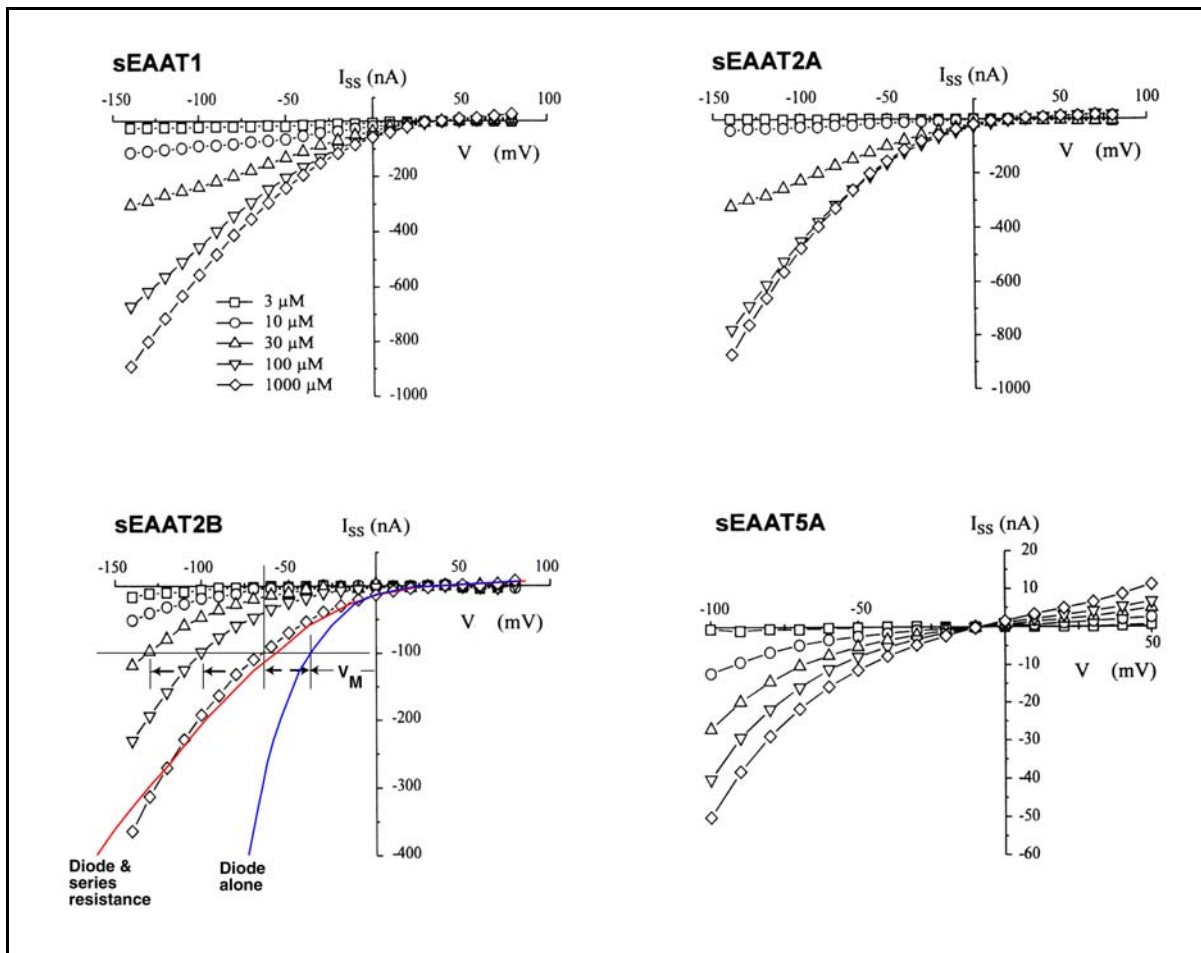 sEAAT1
I_SS (nA)
-150 -100 -50 50 100
V (mV)
-200
-400
-600
-800
-1000
3 µM
10 µM
30 µM
100 µM
1000 µM
sEAAT2A
I_SS (nA)
-150 -100 -50 50 100
V (mV)
-200
-400
-600
-800
-1000
sEAAT2B
I_SS (nA)
-150 -100 -50 50 100
V (mV)
-100
V_M
-200
-300
-400
Diode &
series
resistance
Diode
alone
sEAAT5A
I_SS (nA)
20
10
-100 -50 50
V (mV)
-10
-20
-30
-40
-50
-60